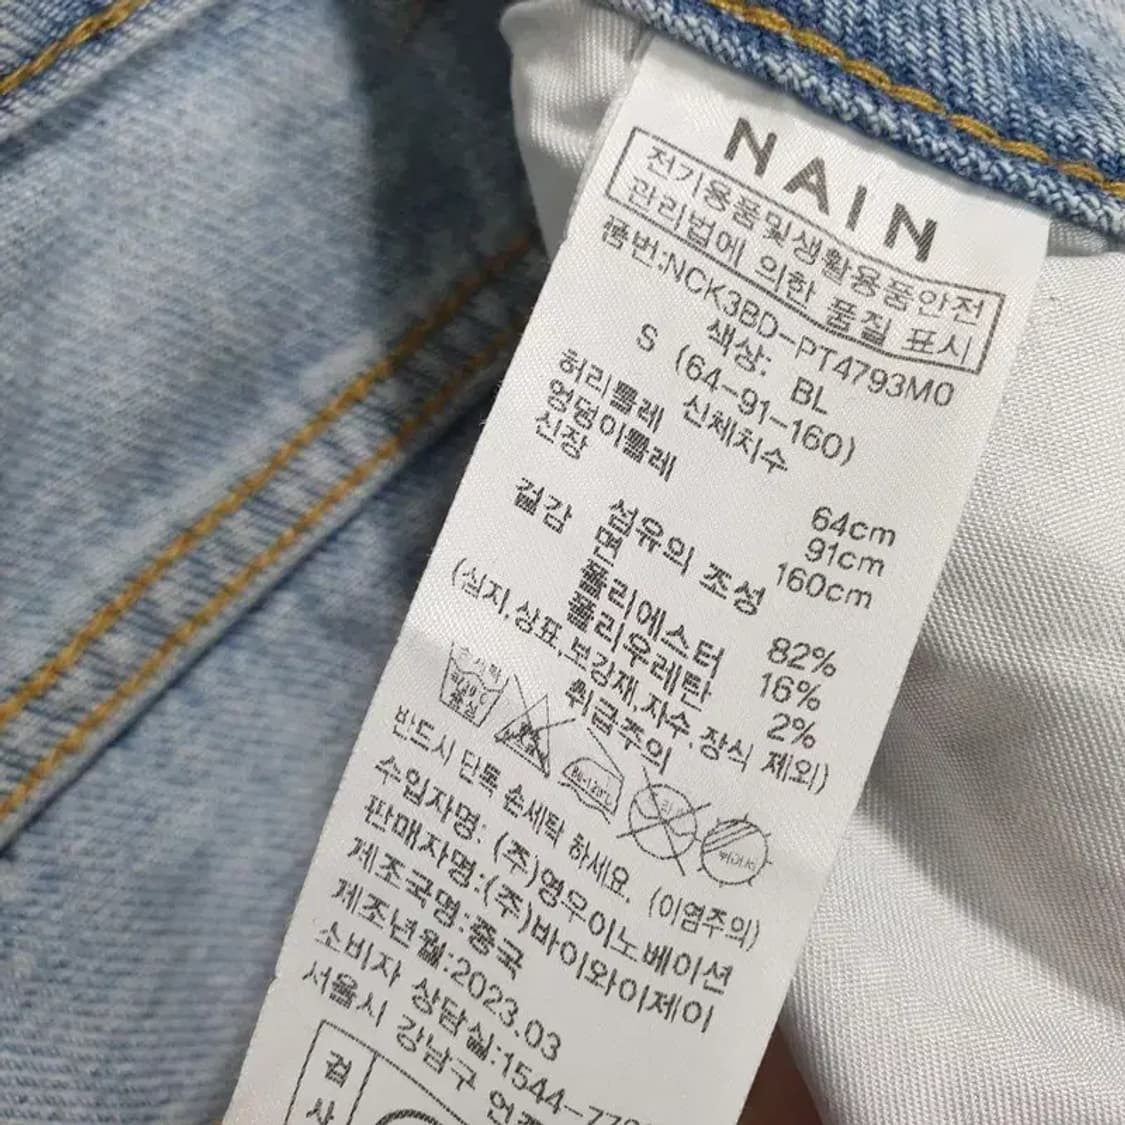 NAIN
전기용품및생활용품안전
관리법에 의한 품질 표시
품번:NCK3BD-PT4793M0
색상: BL
S (64-91-160)
신체치수
허리둘레 64cm
엉덩이둘레 91cm
신장 160cm
섬유의 조성
겉감 면 82%
폴리에스터 16%
폴리우레탄 2%
(심지,상표,보강재,자수.장식 제외)
취급주의
반드시 단독 손세탁 하세요. (이염주의)
수입자명: (주)영우이노베이션
판매자명:(주)바이와이제이
제조국명:중국
제조년월:2023.03
소비자 상담실:1544-77
서울시 강남구
검
사